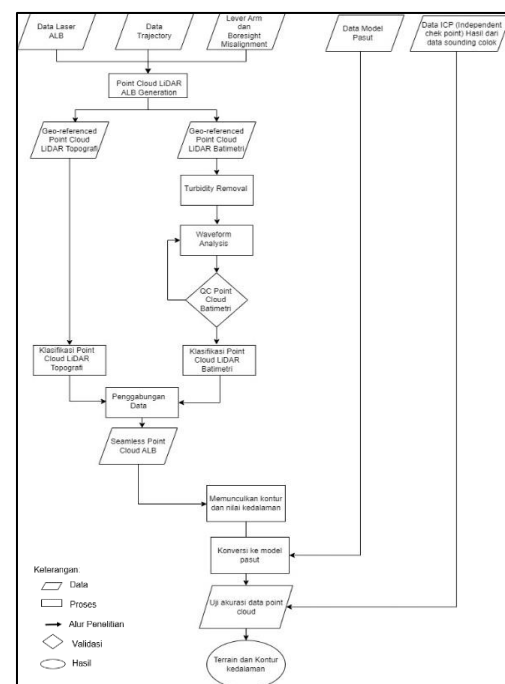 Data Laser
ALB
Data
Trajectory
Lever Arm
dan
Boresight
Misalignment
Data Model
Pasut
Data ICP (Independent
chek point) Hasil dari
data sounding colok
Point Cloud LiDAR
ALB Generation
Geo-referenced
Point Cloud
LiDAR Topografi
Geo-referenced
Point Cloud
LiDAR Batimetri
Turbidity Removal
Waveform
Analysis
QC Point
Cloud
Batimetri
Klasifikasi Point
Cloud LiDAR
Topografi
Klasifikasi Point
Cloud LiDAR
Batimetri
Penggabungan
Data
Seamless Point
Cloud ALB
Memunculkan kontur
dan nilai kedalaman
Konversi ke model
pasut
Uji akurasi data point
cloud
Terrain dan Kontur
kedalaman
Keterangan:
Data
Proses
Alur Penelitian
Validasi
Hasil